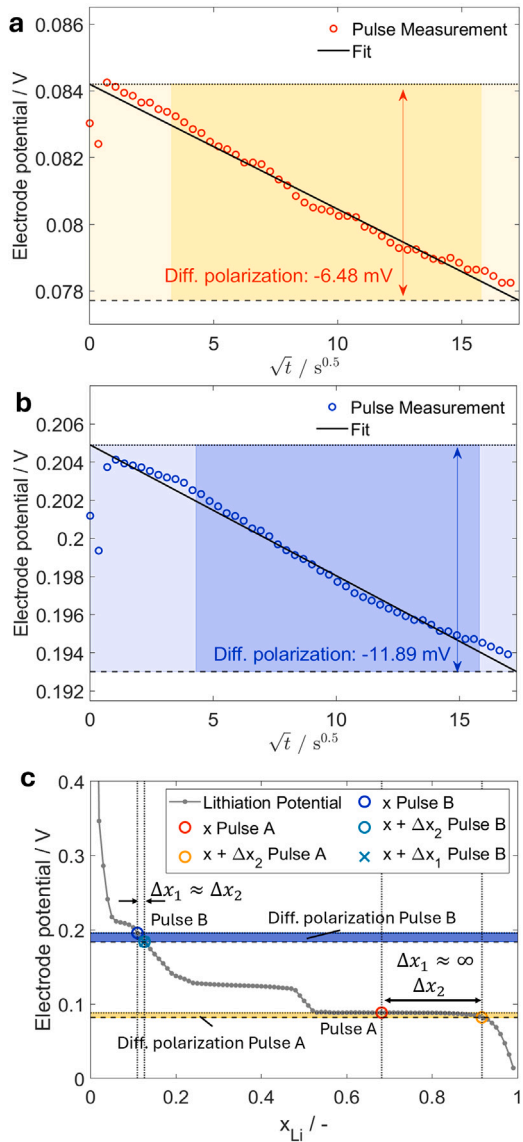 a
0.086
0.084
0.082
0.08
0.078
Electrode potential / V
Pulse Measurement
Fit
Diff. polarization: -6.48 mV
0
5
10
15
√t / s^0.5
b
0.206
0.204
0.202
0.2
0.198
0.196
0.194
0.192
Electrode potential / V
Pulse Measurement
Fit
Diff. polarization: -11.89 mV
0
5
10
15
√t / s^0.5
c
0.4
0.3
0.2
0.1
0
Electrode potential / V
Lithiation Potential
x Pulse A
x + Δx₂ Pulse A
x Pulse B
x + Δx₂ Pulse B
x + Δx₁ Pulse B
Δx₁ ≈ Δx₂
Pulse B
Diff. polarization Pulse B
Δx₁ ≈ ∞
Δx₂
Pulse A
Diff. polarization Pulse A
0
0.2
0.4
0.6
0.8
1
x_Li / -